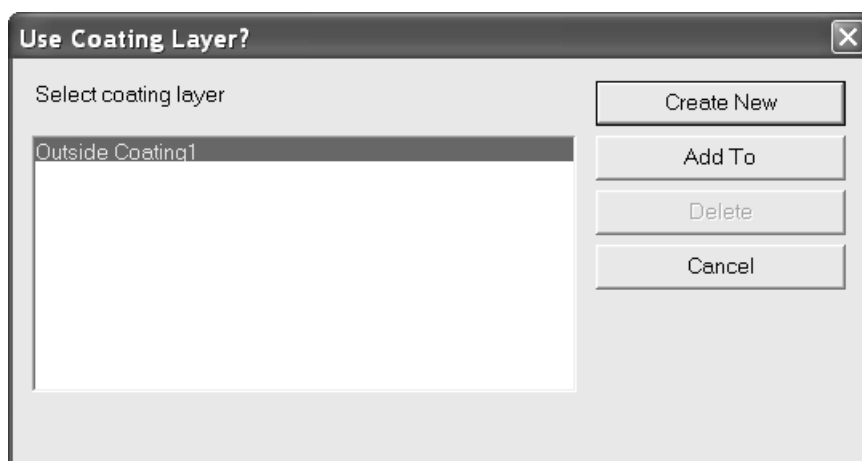 Use Coating Layer?
Select coating layer
Outside Coating1
Create New
Add To
Delete
Cancel